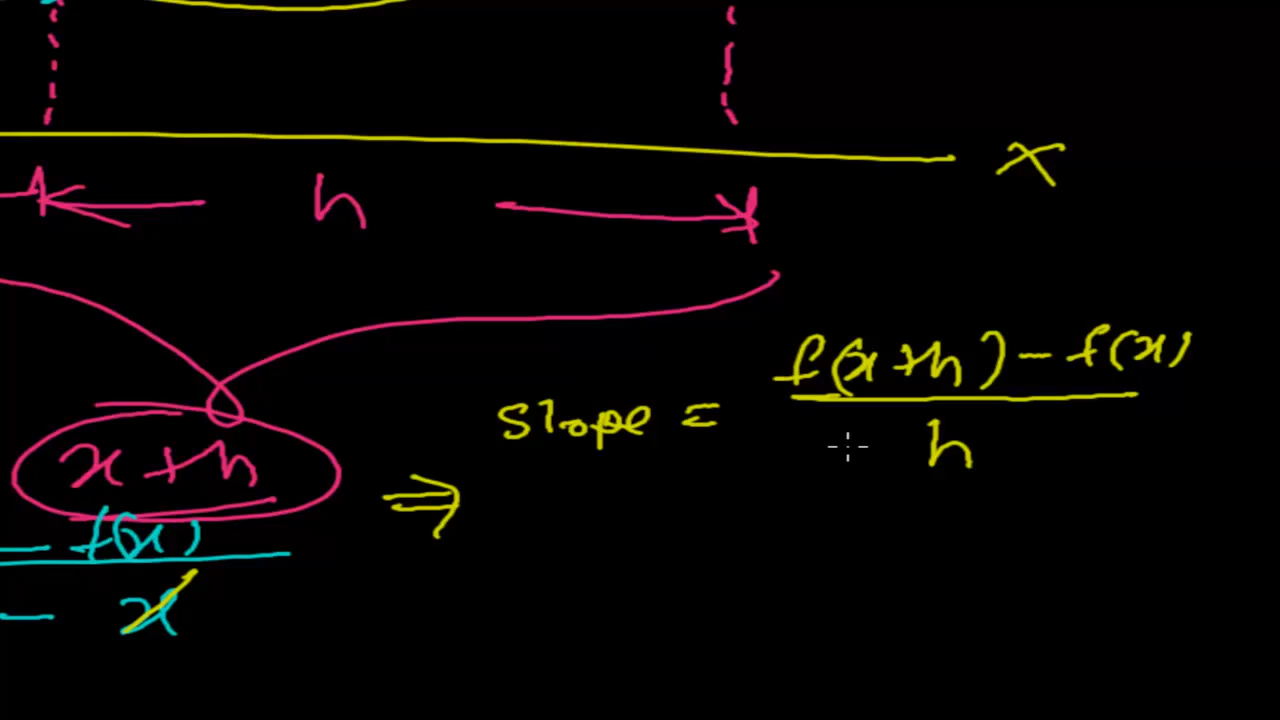 x
h
x+h
slope = f(x+h) - f(x)
h
⇒
- f(x)
- x